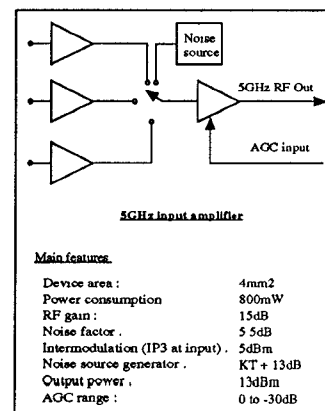 Noise
source
5GHz RF Out
AGC input
5GHz input amplifier
Main features
Device area : 4mm2
Power consumption 800mW
RF gain : 15dB
Noise factor . 5 5dB
Intermodulation (IP3 at input) . 5dBm
Noise source generator . KT + 13dB
Output power . 13dBm
AGC range : 0 to -30dB